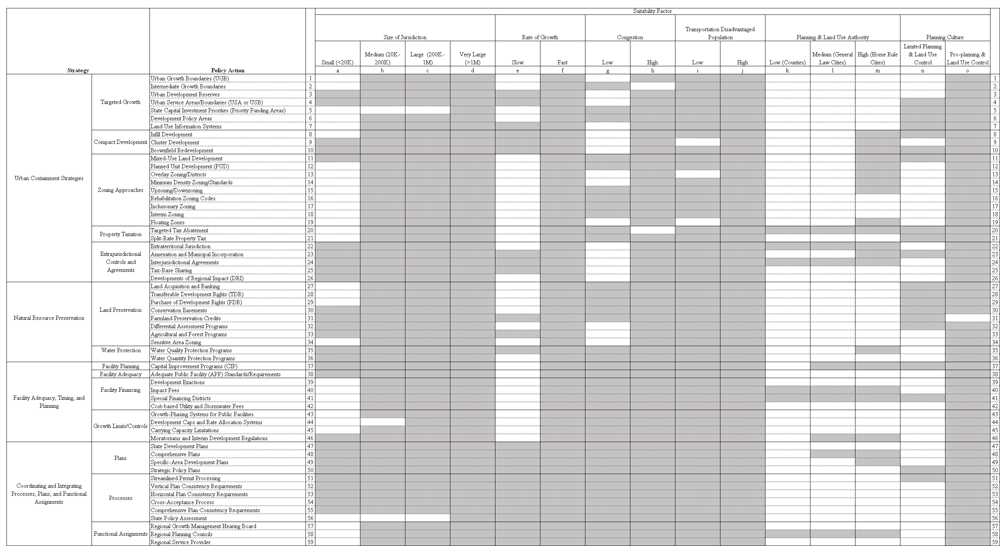 Suitability Factor
Size of Jursidiction Rate of Growth Congestion Transportation Disadvantaged Population Planning & Land Use Authority Planning Culture
Strategy Policy Action Small (<20K) Medium (20K-200K) Large (200K-1M) Very Large (>1M) Slow Fast Low High Low High Low (Counties) Medium (General Law Cities) High (Home Rule Cities) Limited Planning & Land Use Control Pro-planning & Land Use Control
a b c d e f g h i j k l m n o
Urban Containment Strategies
Targeted Growth
Urban Growth Boundaries (UGB) 1 1
Intermediate Growth Boundaries 2 2
Urban Development Reserves 3 3
Urban Service Areas/Boundaries (USA or USB) 4 4
State Capital Investment Priorities (Priority Funding Areas) 5 5
Development Policy Areas 6 6
Land Use Information Systems 7 7
Compact Development
Infill Development 8 8
Cluster Development 9 9
Brownfield Redevelopment 10 10
Zoning Approaches
Mixed-Use Land Development 11 11
Planned Unit Development (PUD) 12 12
Overlay Zoning/Districts 13 13
Minimum Density Zoning/Standards 14 14
Upzoning/Downzoning 15 15
Rehabilitation Zoning Codes 16 16
Inclusionary Zoning 17 17
Interim Zoning 18 18
Floating Zones 19 19
Property Taxation
Targeted Tax Abatement 20 20
Split-Rate Property Tax 21 21
Extrajurisdictional
Controls and
Agreements
Extraterritorial Jurisdiction 22 22
Annexation and Municipal Incorporation 23 23
Interjurisdictional Agreements 24 24
Tax-Base Sharing 25 25
Developments of Regional Impact (DRI) 26 26
Natural Resource Preservation
Land Preservation
Land Acquisition and Banking 27 27
Transferable Development Rights (TDR) 28 28
Purchase of Development Rights (PDR) 29 29
Conservation Easements 30 30
Farmland Preservation Credits 31 31
Differential Assessment Programs 32 32
Agricultural and Forest Programs 33 33
Sensitive Area Zoning 34 34
Water Protection
Water Quality Protection Programs 35 35
Water Quantity Protection Programs 36 36
Facility Adequacy, Timing, and
Planning
Facility Planning Capital Improvement Programs (CIP) 37 37
Facility Adequacy Adequate Public Facility (APF) Standards/Requirements 38 38
Facility Financing
Development Exactions 39 39
Impact Fees 40 40
Special Financing Districts 41 41
Cost-based Utility and Stormwater Fees 42 42
Growth Limits/Controls
Growth-Phasing Systems for Public Facilities 43 43
Development Caps and Rate Allocation Systems 44 44
Carrying Capacity Limitations 45 45
Moratoriums and Interim Development Regulations 46 46
Coordinating and Integrating
Processes, Plans, and Functional
Assignments
Plans
State Development Plans 47 47
Comprehensive Plans 48 48
Specific-Area Development Plans 49 49
Strategic Policy Plans 50 50
Processes
Streamlined Permit Processing 51 51
Vertical Plan Consistency Requirements 52 52
Horizontal Plan Consistency Requirements 53 53
Cross-Acceptance Process 54 54
Comprehensive Plan Consistency Requirements 55 55
State Policy Assessment 56 56
Functional Assignments
Regional Growth Management Hearing Board 57 57
Regional Planning Councils 58 58
Regional Service Provider 59 59